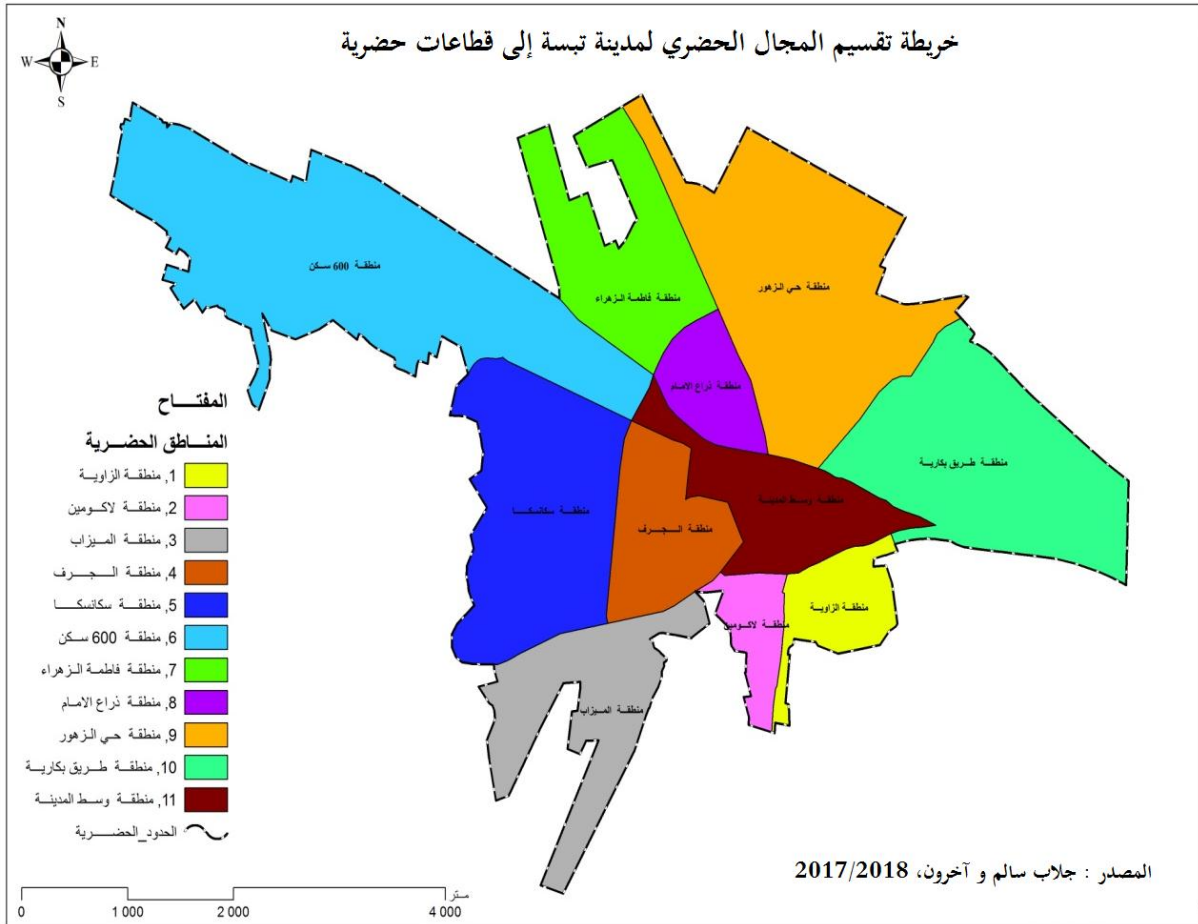 خريطة تقسيم المجال الحضري لمدينة تبسة إلى قطاعات حضرية
N
W E
S
منطقة 600 سكن
منطقة فاطمة الزهراء
منطقة حي الزهور
منطقة ذراع الامام
منطقة طريق بكارية
منطقة وسط المدينة
منطقة سكانسكا
منطقة الجرف
منطقة الزاوية
منطقة لاكومين
منطقة الميزاب
المفتاح
المناطق الحضرية
1, منطقة الزاوية
2, منطقة لاكومين
3, منطقة الميزاب
4, منطقة الجرف
5, منطقة سكانسكا
6, منطقة 600 سكن
7, منطقة فاطمة الزهراء
8, منطقة ذراع الامام
9, منطقة حي الزهور
10, منطقة طريق بكارية
11, منطقة وسط المدينة
الحدود_الحضرية
المصدر : جلاب سالم و آخرون، 2017/2018
0 1 000 2 000 4 000 متر